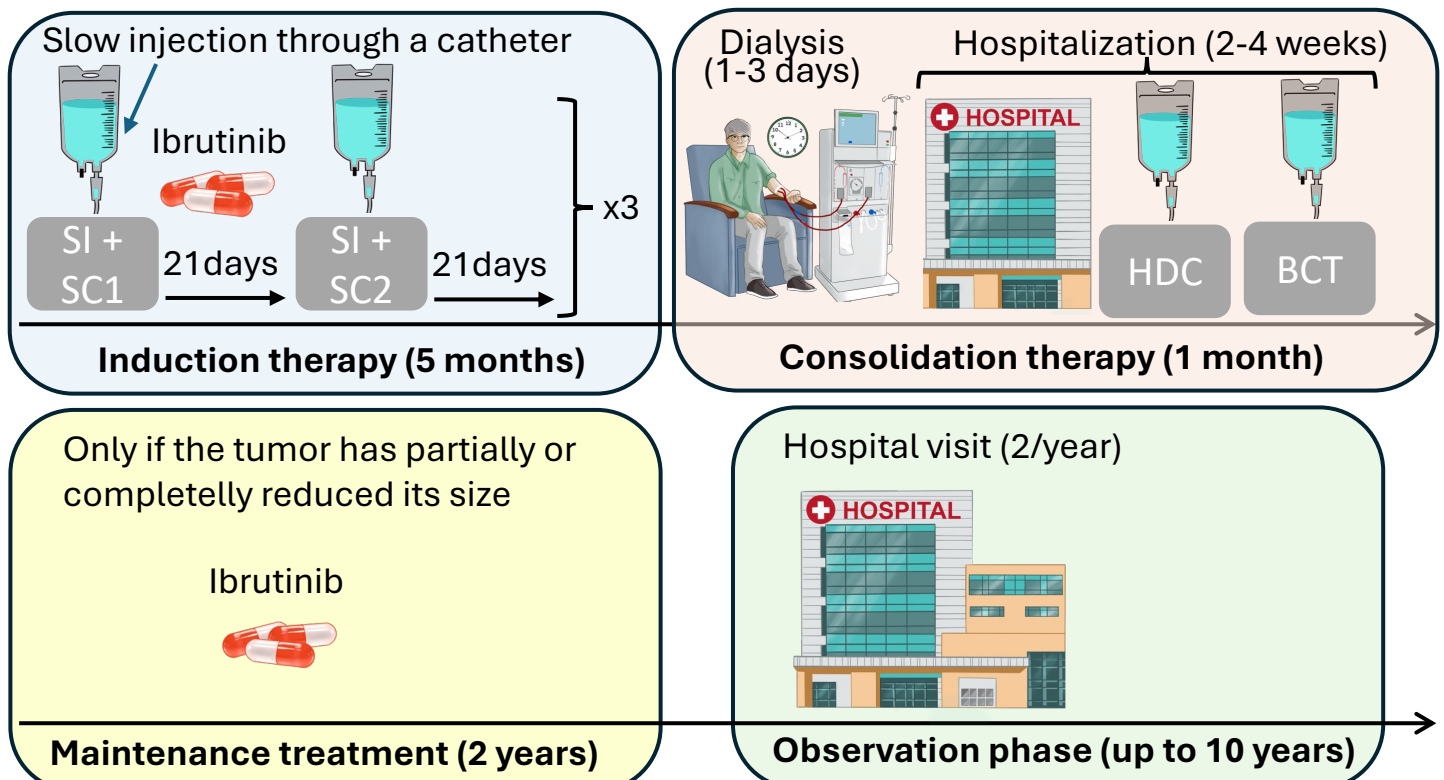 Slow injection through a catheter
Ibrutinib
SI +
SC1
21days
SI +
SC2
21days
x3
Induction therapy (5 months)
Dialysis
(1-3 days)
Hospitalization (2-4 weeks)
HOSPITAL
HDC
BCT
Consolidation therapy (1 month)
Only if the tumor has partially or
completelly reduced its size
Ibrutinib
Maintenance treatment (2 years)
Hospital visit (2/year)
HOSPITAL
Observation phase (up to 10 years)